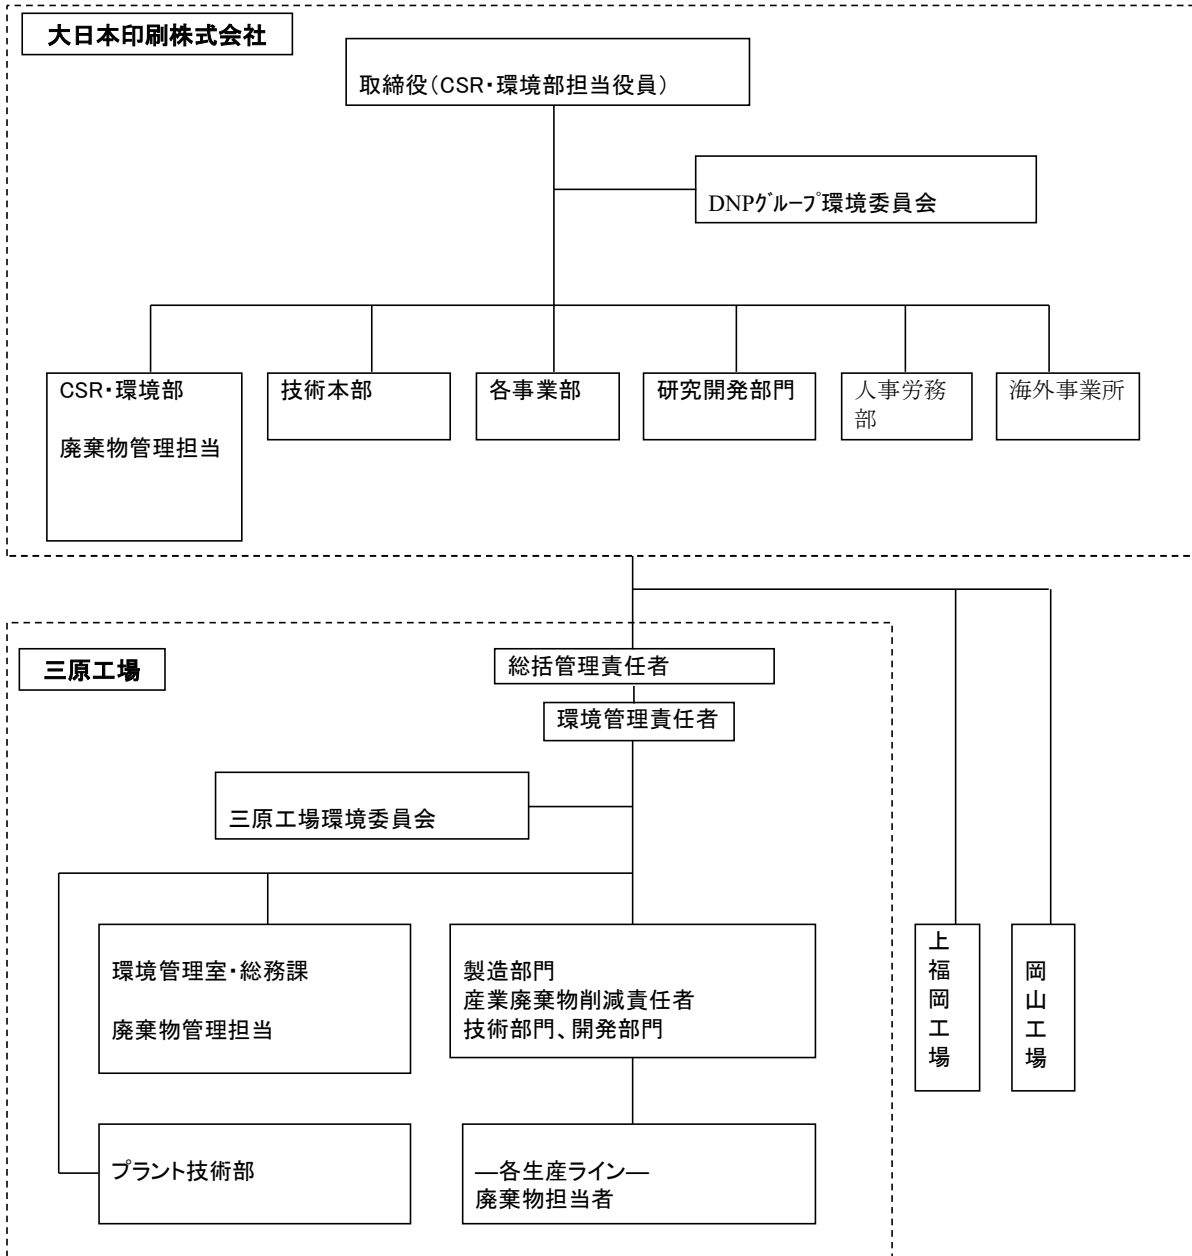 大日本印刷株式会社
取締役（CSR・環境部担当役員）
DNPｸﾞﾙｰﾌﾟ環境委員会
CSR・環境部
廃棄物管理担当
技術本部
各事業部
研究開発部門
人事労務
部
海外事業所
三原工場
総括管理責任者
環境管理責任者
三原工場環境委員会
環境管理室・総務課
廃棄物管理担当
製造部門
産業廃棄物削減責任者
技術部門、開発部門
上福岡工場
岡山工場
プラント技術部
―各生産ライン―
廃棄物担当者